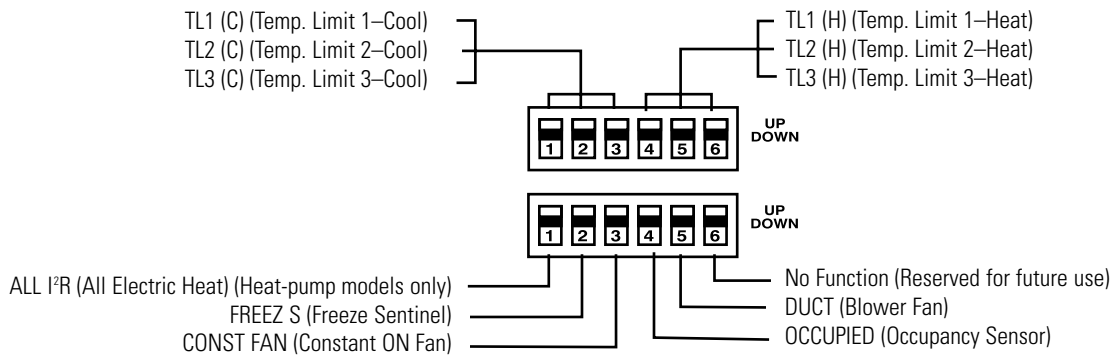 TL1 (C) (Temp. Limit 1–Cool)
TL2 (C) (Temp. Limit 2–Cool)
TL3 (C) (Temp. Limit 3–Cool)
TL1 (H) (Temp. Limit 1–Heat)
TL2 (H) (Temp. Limit 2–Heat)
TL3 (H) (Temp. Limit 3–Heat)
1 2 3 4 5 6
UP
DOWN
1 2 3 4 5 6
UP
DOWN
ALL I²R (All Electric Heat) (Heat-pump models only)
FREEZ S (Freeze Sentinel)
CONST FAN (Constant ON Fan)
No Function (Reserved for future use)
DUCT (Blower Fan)
OCCUPIED (Occupancy Sensor)